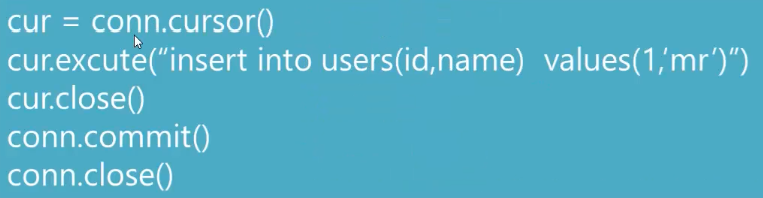 cur = conn.cursor()
cur.excute(“insert into users(id,name)  values(1,‘mr’)”)
cur.close()
conn.commit()
conn.close()